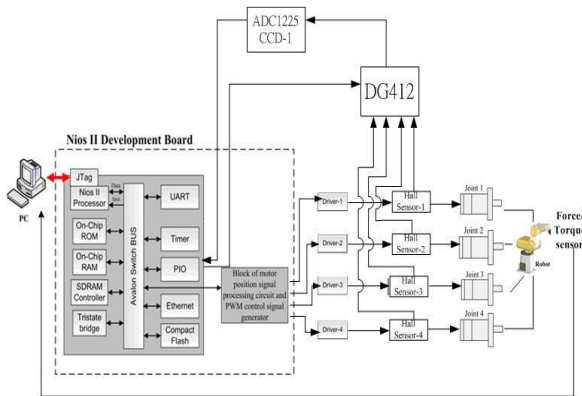 ADC1225
CCD-1
DG412
Nios II Development Board
PC
JTag
Nios II
Processor
Data
Inst.
On-Chip
ROM
On-Chip
RAM
SDRAM
Controller
Tristate
bridge
Avalon Switch BUS
UART
Timer
PIO
Ethernet
Compact
Flash
Block of motor
position signal
processing circuit and
PWM control signal
generator
Driver-1
Driver-2
Driver-3
Driver-4
Hall
Sensor-1
Hall
Sensor-2
Hall
Sensor-3
Hall
Sensor-4
Joint 1
Joint 2
Joint 3
Joint 4
Robot
Force/
Torque
sensor